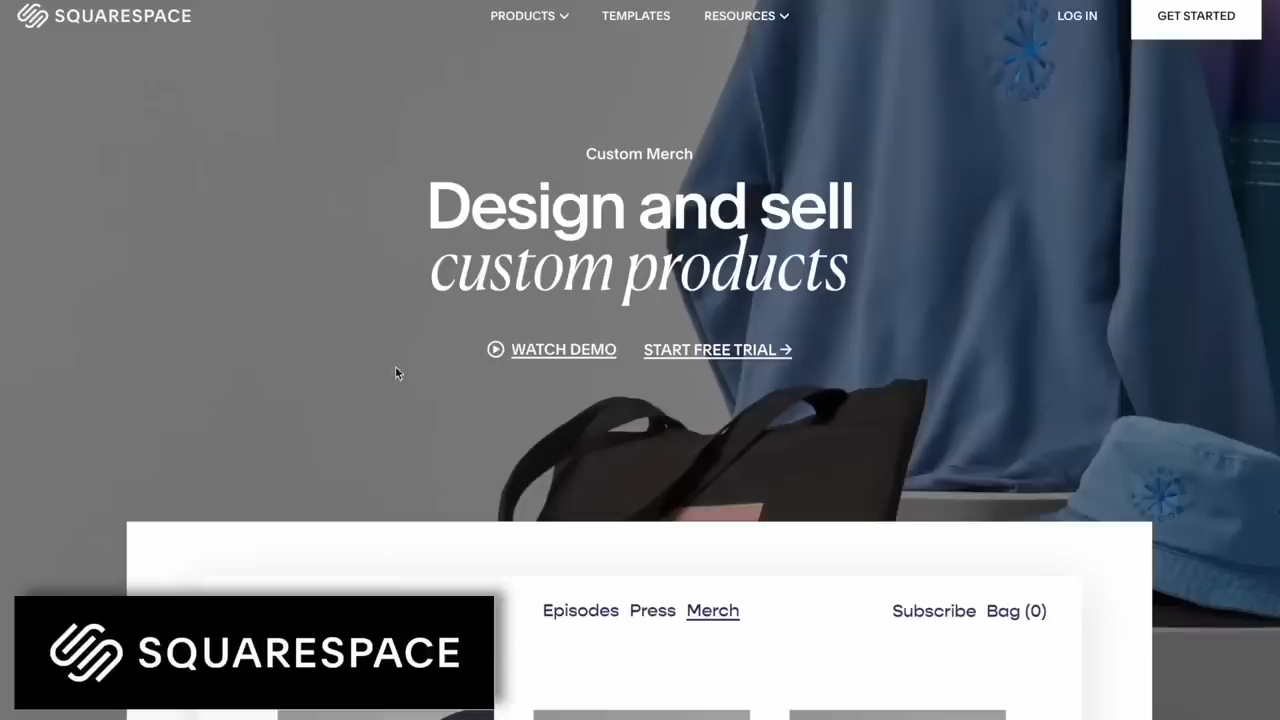 SQUARESPACE
PRODUCTS
TEMPLATES
RESOURCES
LOG IN
GET STARTED
Custom Merch
Design and sell
custom products
WATCH DEMO
START FREE TRIAL →
Episodes Press Merch
Subscribe Bag (0)
SQUARESPACE